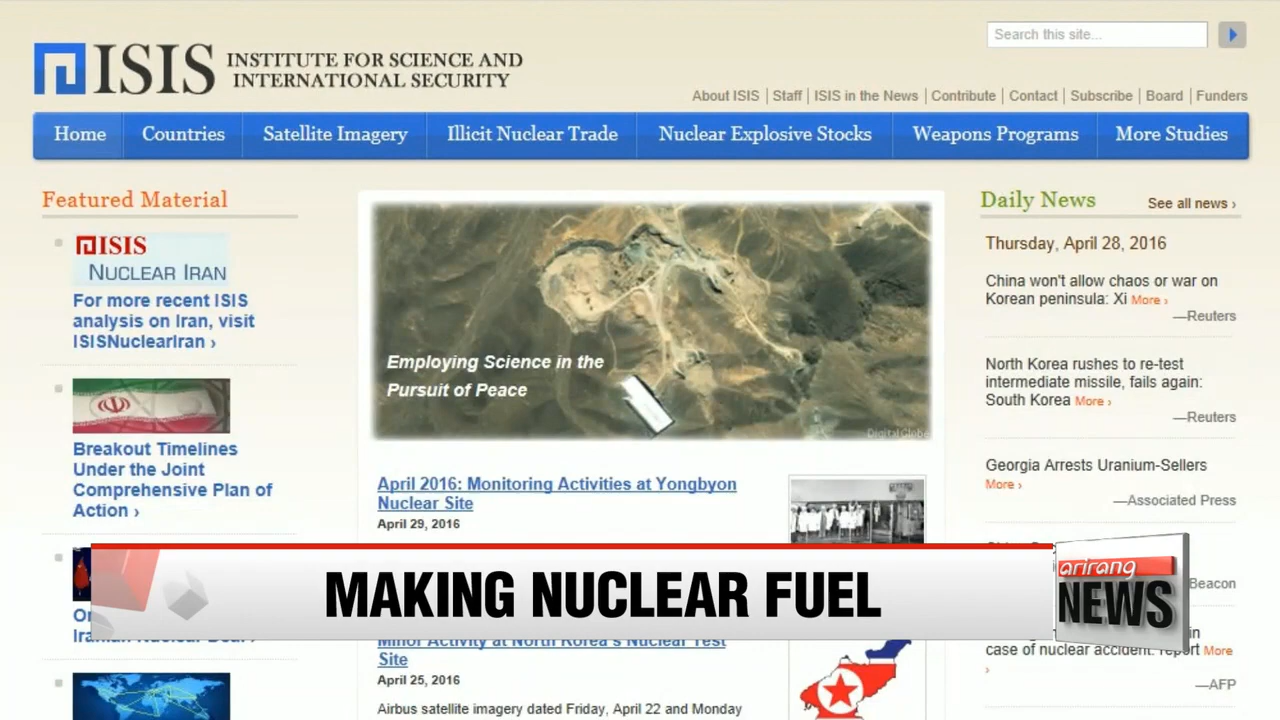 ISIS INSTITUTE FOR SCIENCE AND
INTERNATIONAL SECURITY
Search this site...
About ISIS | Staff | ISIS in the News | Contribute | Contact | Subscribe | Board | Funders
Home Countries Satellite Imagery Illicit Nuclear Trade Nuclear Explosive Stocks Weapons Programs More Studies
Featured Material
ISIS
NUCLEAR IRAN
For more recent ISIS
analysis on Iran, visit
ISISNuclearIran ›
Breakout Timelines
Under the Joint
Comprehensive Plan of
Action ›
Employing Science in the
Pursuit of Peace
DigitalGlobe
April 2016: Monitoring Activities at Yongbyon
Nuclear Site
April 29, 2016
Minor Activity at North Korea's Nuclear Test
Site
April 25, 2016
Airbus satellite imagery dated Friday, April 22 and Monday
Daily News
See all news ›
Thursday, April 28, 2016
China won't allow chaos or war on
Korean peninsula: Xi More ›
—Reuters
North Korea rushes to re-test
intermediate missile, fails again:
South Korea More ›
—Reuters
Georgia Arrests Uranium-Sellers
More ›
—Associated Press
Beacon
in
case of nuclear accident: report More
›
—AFP
MAKING NUCLEAR FUEL
arirang
NEWS